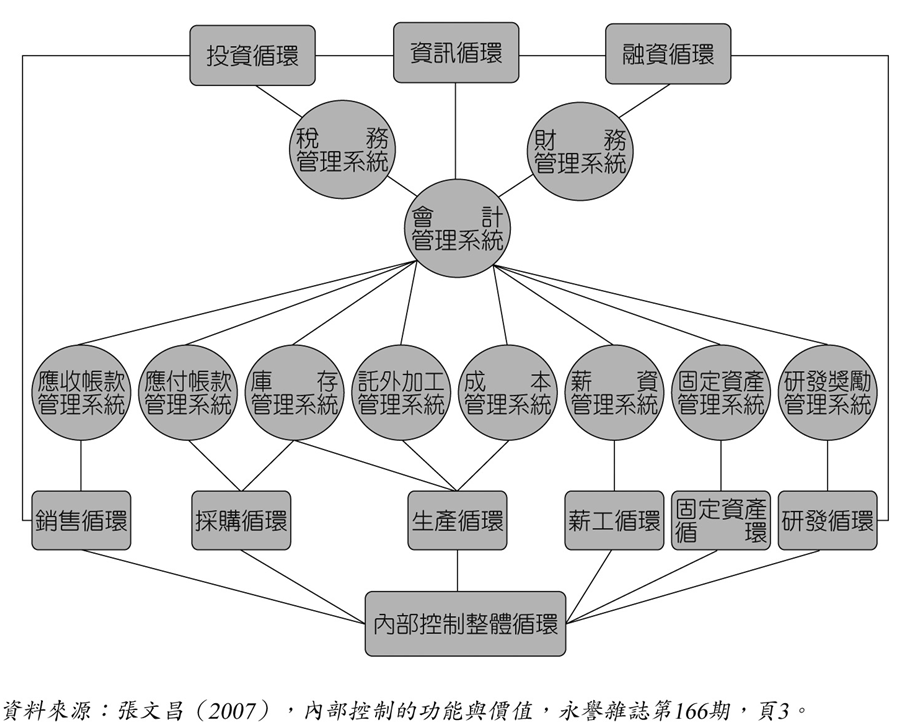 投資循環
資訊循環
融資循環
稅務
管理系統
財務
管理系統
會計
管理系統
應收帳款
管理系統
應付帳款
管理系統
庫存
管理系統
託外加工
管理系統
成本
管理系統
薪資
管理系統
固定資產
管理系統
研發獎勵
管理系統
銷售循環
採購循環
生產循環
薪工循環
固定資產
循環
研發循環
內部控制整體循環
資料來源：張文昌（2007），內部控制的功能與價值，永譽雜誌第166期，頁3。